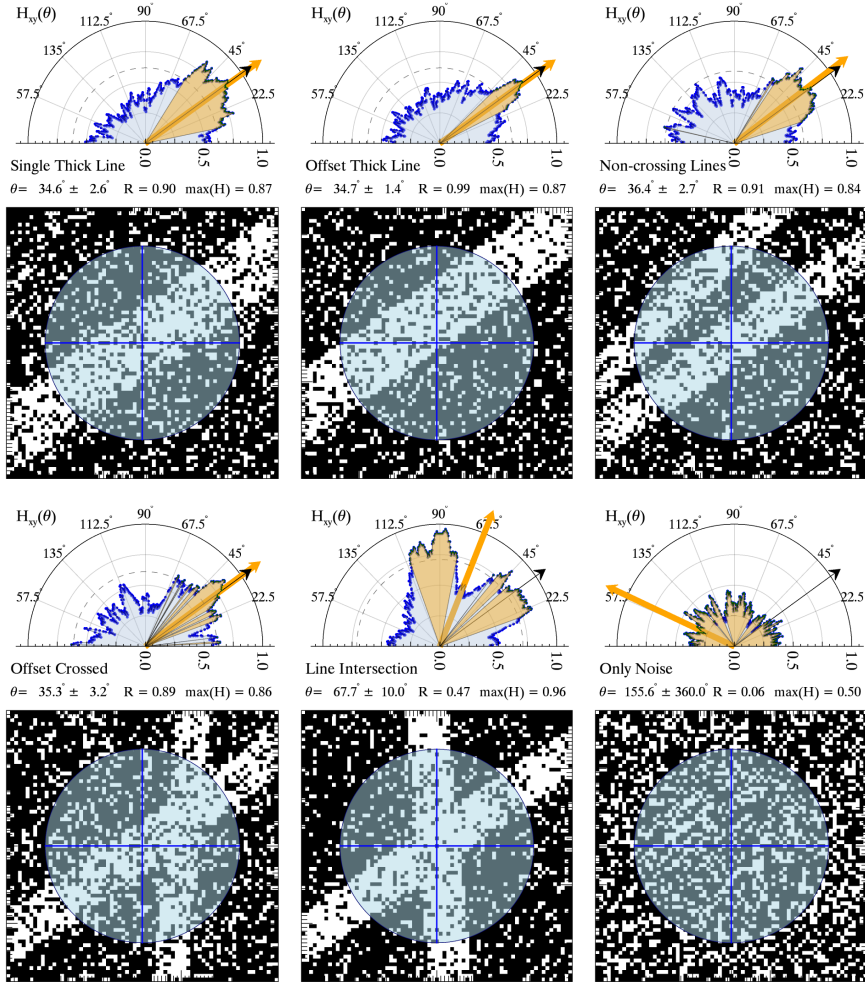 Hxy(θ) 90° 112.5° 67.5° 135° 45° 57.5 22.5° 0.0 0.5 1.0
Single Thick Line
θ= 34.6° ± 2.6° R = 0.90 max(H) = 0.87
Hxy(θ) 90° 112.5° 67.5° 135° 45° 57.5 22.5° 0.0 0.5 1.0
Offset Thick Line
θ= 34.7° ± 1.4° R = 0.99 max(H) = 0.87
Hxy(θ) 90° 112.5° 67.5° 135° 45° 57.5 22.5° 0.0 0.5 1.0
Non-crossing Lines
θ= 36.4° ± 2.7° R = 0.91 max(H) = 0.84
Hxy(θ) 90° 112.5° 67.5° 135° 45° 57.5 22.5° 0.0 0.5 1.0
Offset Crossed
θ= 35.3° ± 3.2° R = 0.89 max(H) = 0.86
Hxy(θ) 90° 112.5° 67.5° 135° 45° 57.5 22.5° 0.0 0.5 1.0
Line Intersection
θ= 67.7° ± 10.0° R = 0.47 max(H) = 0.96
Hxy(θ) 90° 112.5° 67.5° 135° 45° 57.5 22.5° 0.0 0.5 1.0
Only Noise
θ= 155.6° ± 360.0° R = 0.06 max(H) = 0.50